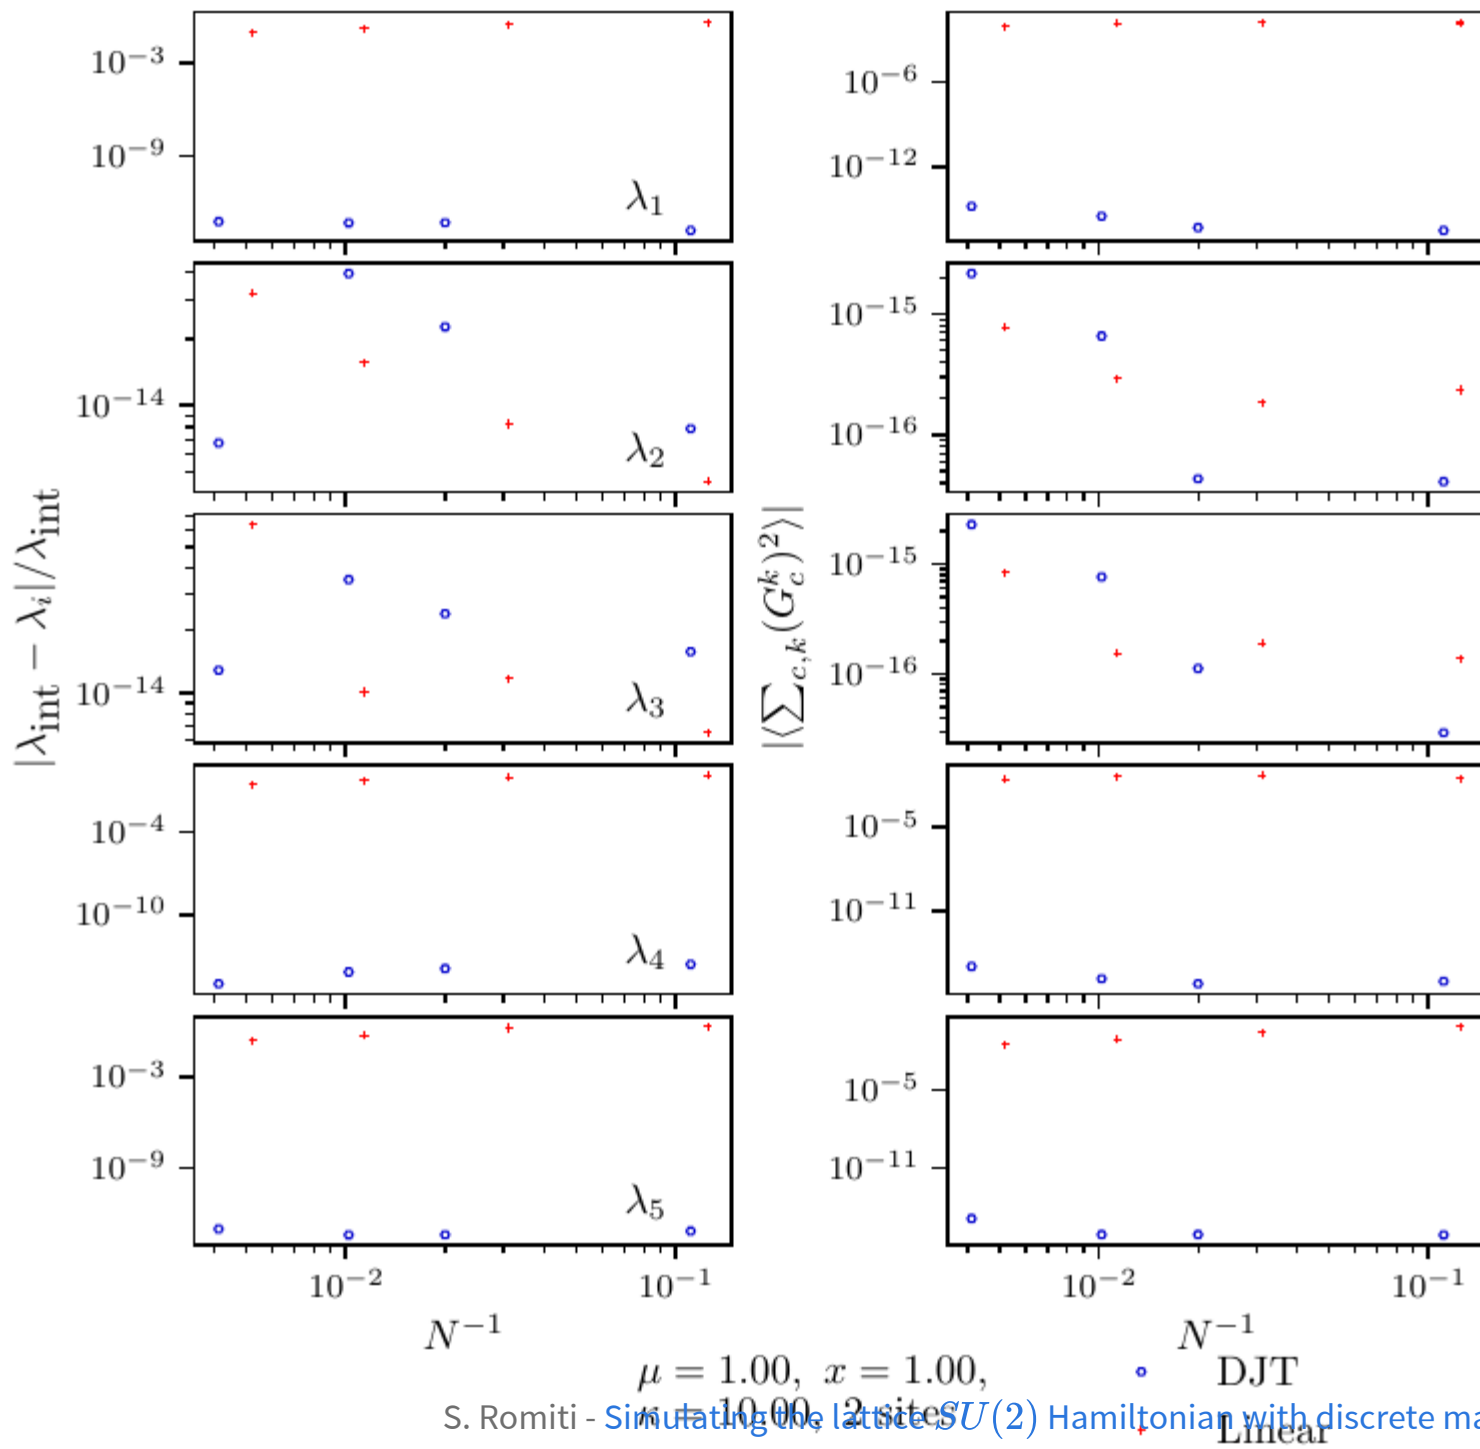 |λ_int − λ_i|/λ_int
10^−3
10^−9
λ_1
10^−14
λ_2
10^−14
λ_3
10^−4
10^−10
λ_4
10^−3
10^−9
λ_5
10^−2 10^−1
N^−1
|⟨∑_{c,k}(G_c^k)^2⟩|
10^−6
10^−12
10^−15
10^−16
10^−15
10^−16
10^−5
10^−11
10^−5
10^−11
10^−2 10^−1
N^−1
μ = 1.00, x = 1.00,
κ = 10.00, 2 sites
DJT
Linear
S. Romiti - Simulating the lattice SU(2) Hamiltonian with discrete ma